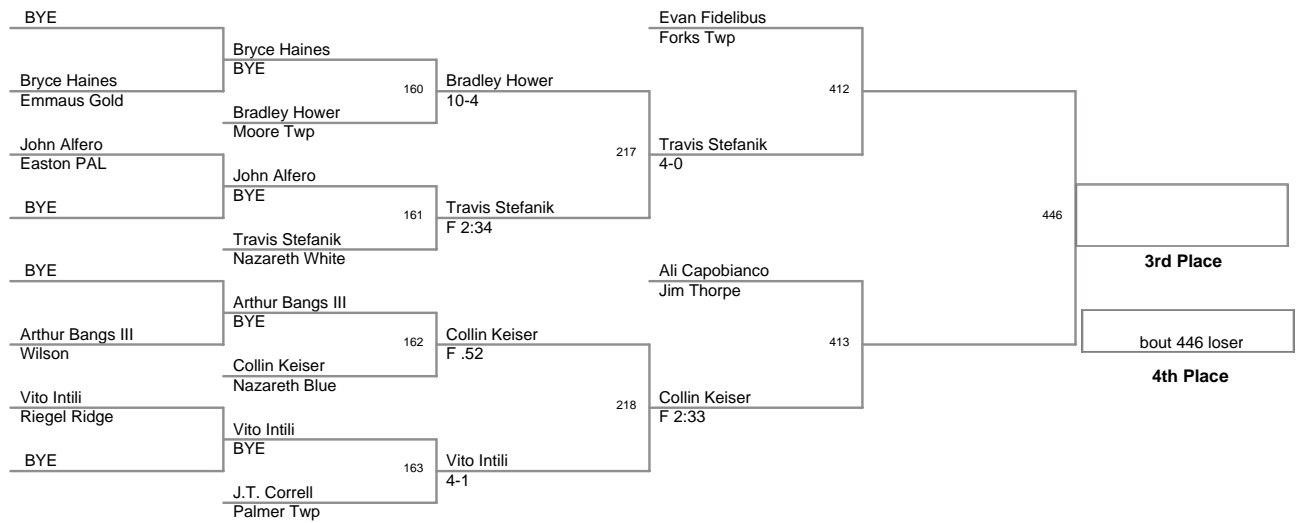 BYE
Bryce Haines
Emmaus Gold
John Alfero
Easton PAL
BYE
BYE
Arthur Bangs III
Wilson
Vito Intili
Riegel Ridge
BYE
Bryce Haines
BYE
160
Bradley Hower
Moore Twp
John Alfero
BYE
161
Travis Stefanik
Nazareth White
Arthur Bangs III
BYE
162
Collin Keiser
Nazareth Blue
Vito Intili
BYE
163
J.T. Correll
Palmer Twp
Bradley Hower
10-4
217
Travis Stefanik
F 2:34
Collin Keiser
F .52
218
Vito Intili
4-1
Evan Fidelibus
Forks Twp
412
Travis Stefanik
4-0
Ali Capobianco
Jim Thorpe
413
Collin Keiser
F 2:33
446
3rd Place
bout 446 loser
4th Place